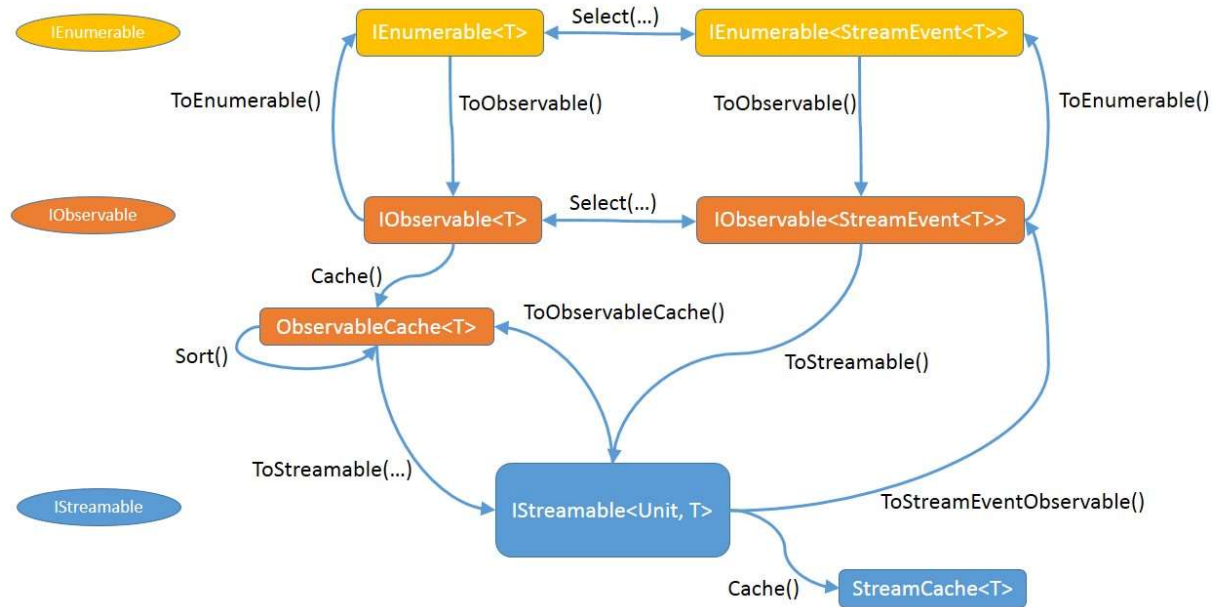 Select(...)
IEnumerable
IEnumerable<T>
IEnumerable<StreamEvent<T>>
ToEnumerable()
ToObservable()
ToObservable()
ToEnumerable()
Select(...)
IObservable
IObservable<T>
IObservable<StreamEvent<T>>
Cache()
ToObservableCache()
ObservableCache<T>
Sort()
ToStreamable()
ToStreamable(...)
IStreamable
IStreamable<Unit, T>
ToStreamEventObservable()
Cache()
StreamCache<T>